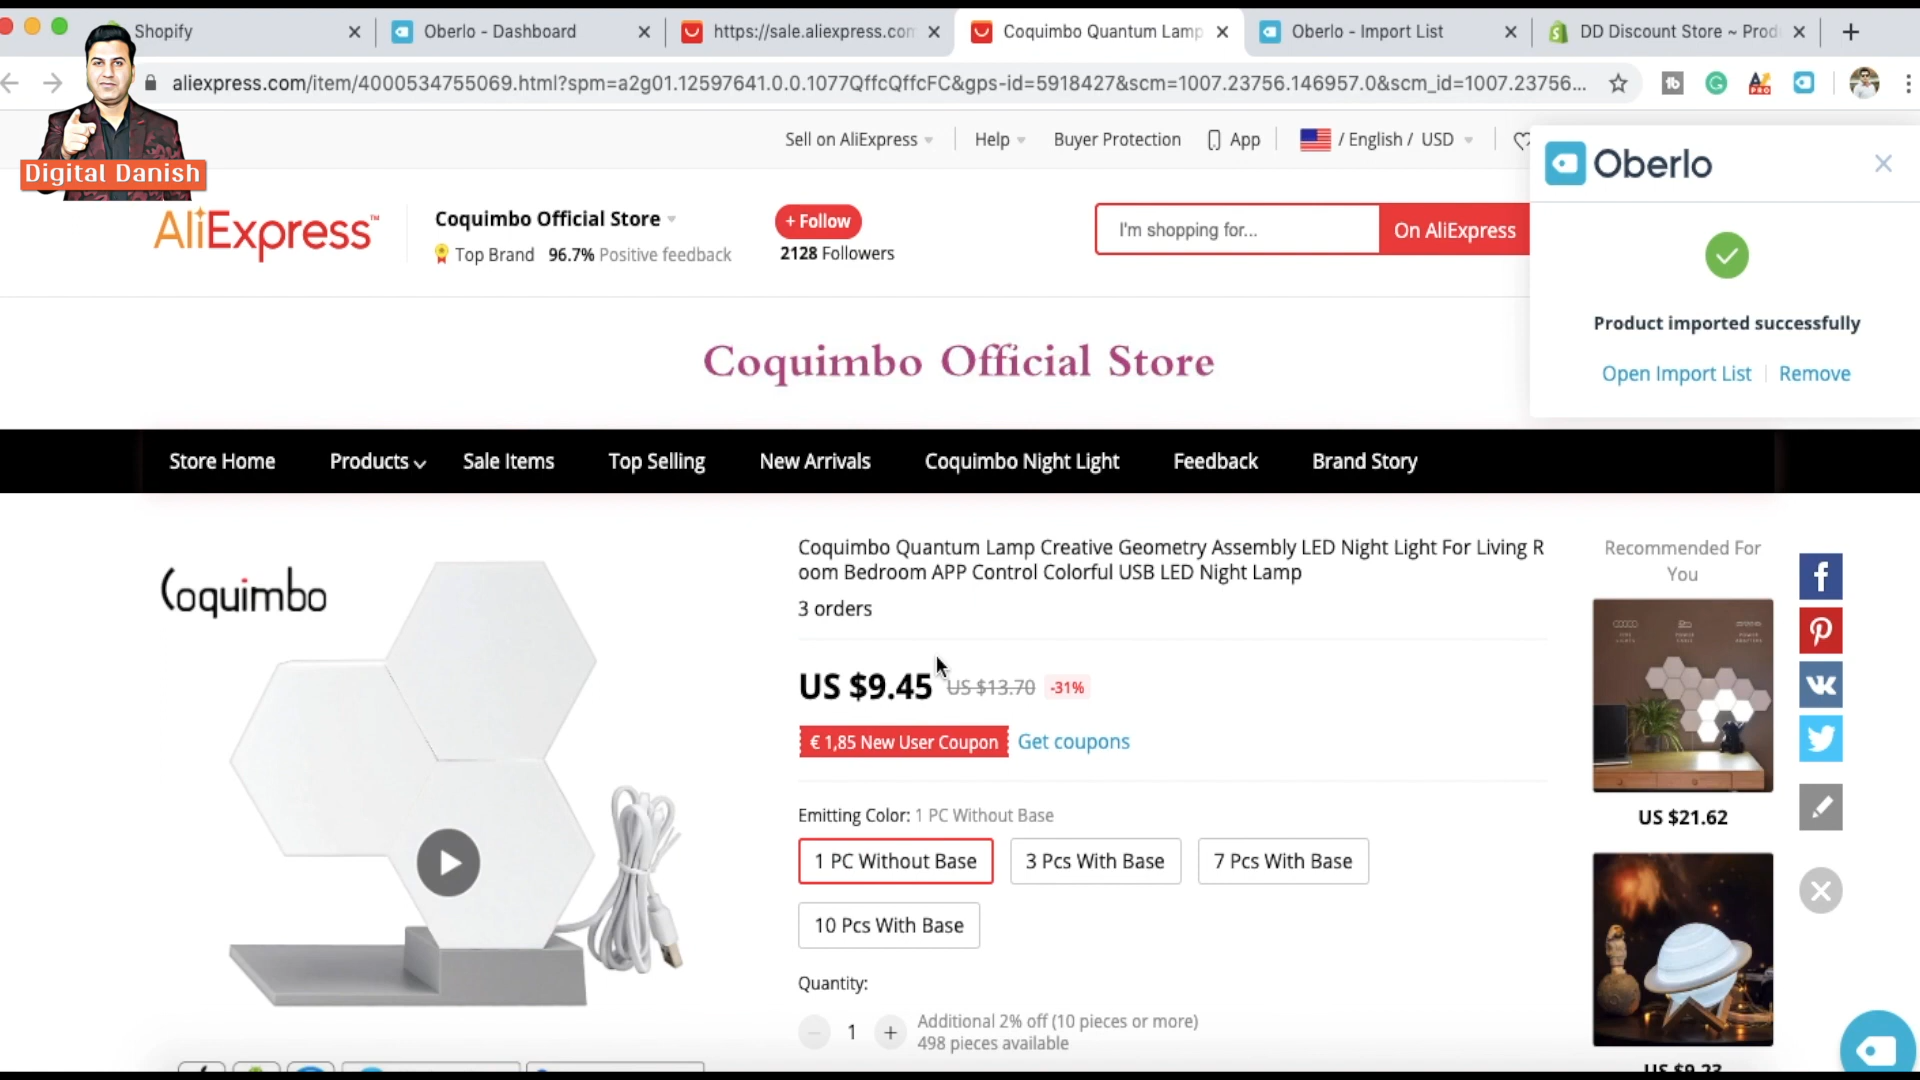 Shopify
Oberlo - Dashboard
https://sale.aliexpress.com
Coquimbo Quantum Lamp
Oberlo - Import List
DD Discount Store ~ Prod
aliexpress.com/item/4000534755069.html?spm=a2g01.12597641.0.0.1077QffcQffcFC&gps-id=5918427&scm=1007.23756.146957.0&scm_id=1007.23756...
Digital Danish
Sell on AliExpress
Help
Buyer Protection
App
/ English / USD
Oberlo
AliExpress™
Coquimbo Official Store
Top Brand 96.7% Positive feedback
+ Follow
2128 Followers
I'm shopping for...
On AliExpress
Product imported successfully
Open Import List
Remove
Coquimbo Official Store
Store Home
Products
Sale Items
Top Selling
New Arrivals
Coquimbo Night Light
Feedback
Brand Story
Coquimbo
Coquimbo Quantum Lamp Creative Geometry Assembly LED Night Light For Living R
oom Bedroom APP Control Colorful USB LED Night Lamp
3 orders
US $9.45 US $13.70 -31%
€ 1,85 New User Coupon Get coupons
Emitting Color: 1 PC Without Base
1 PC Without Base
3 Pcs With Base
7 Pcs With Base
10 Pcs With Base
Quantity:
1
Additional 2% off (10 pieces or more)
498 pieces available
Recommended For
You
US $21.62
US $9.23